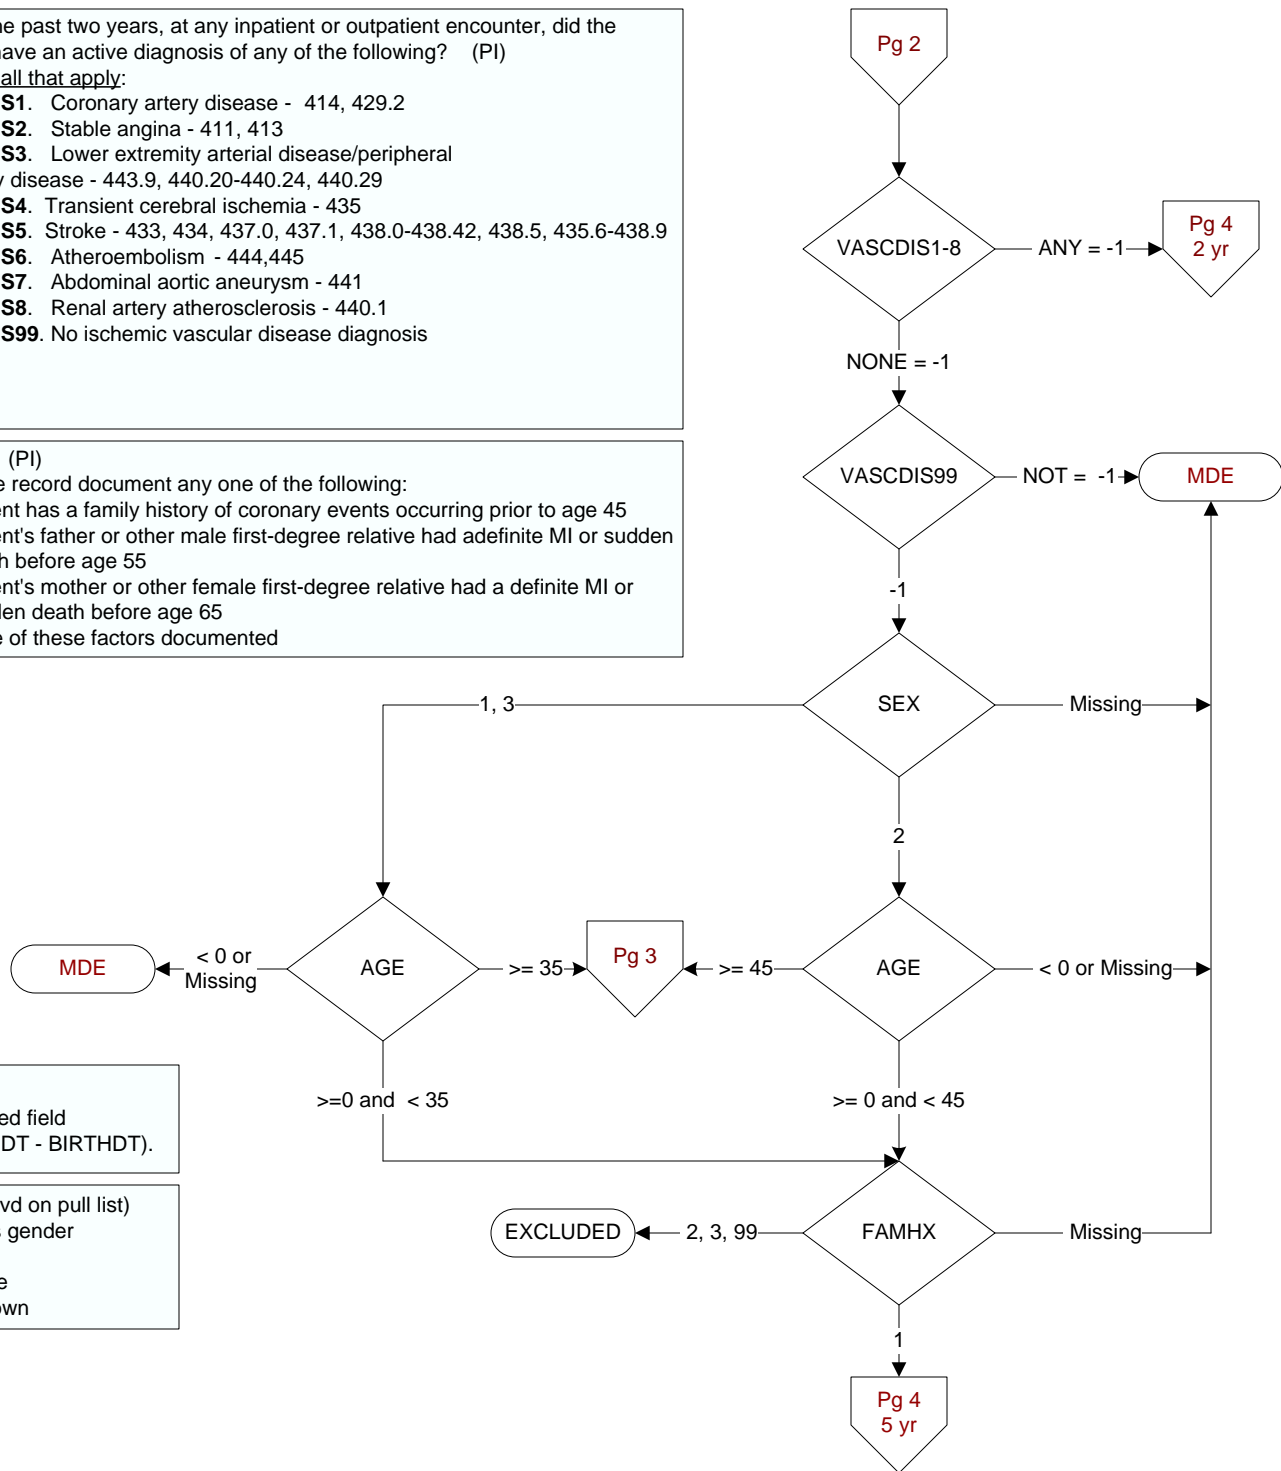 he past two years, at any inpatient or outpatient encounter, did the
have an active diagnosis of any of the following? (PI)
all that apply:
S1. Coronary artery disease - 414, 429.2
S2. Stable angina - 411, 413
S3. Lower extremity arterial disease/peripheral
y disease - 443.9, 440.20-440.24, 440.29
S4. Transient cerebral ischemia - 435
S5. Stroke - 433, 434, 437.0, 437.1, 438.0-438.42, 438.5, 435.6-438.9
S6. Atheroembolism - 444,445
S7. Abdominal aortic aneurysm - 441
S8. Renal artery atherosclerosis - 440.1
S99. No ischemic vascular disease diagnosis
(PI)
e record document any one of the following:
ent has a family history of coronary events occurring prior to age 45
ent's father or other male first-degree relative had adefinite MI or sudden
h before age 55
ent's mother or other female first-degree relative had a definite MI or
den death before age 65
e of these factors documented
Pg 2
VASCDIS1-8
ANY = -1
Pg 4
2 yr
NONE = -1
VASCDIS99
NOT = -1
MDE
-1
SEX
1, 3
Missing
2
MDE
< 0 or
Missing
AGE
>= 35
Pg 3
>= 45
AGE
< 0 or Missing
>=0 and < 35
>= 0 and < 45
ed field
DT - BIRTHDT).
vd on pull list)
s gender
e
own
EXCLUDED
2, 3, 99
FAMHX
Missing
1
Pg 4
5 yr